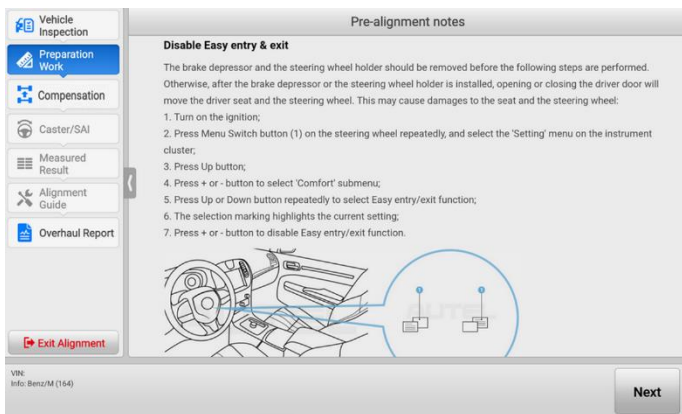 Vehicle
Inspection
Preparation
Work
Compensation
Caster/SAI
Measured
Result
Alignment
Guide
Overhaul Report
Exit Alignment
Pre-alignment notes
Disable Easy entry & exit
The brake depressor and the steering wheel holder should be removed before the following steps are performed.
Otherwise, after the brake depressor or the steering wheel holder is installed, opening or closing the driver door will
move the driver seat and the steering wheel. This may cause damages to the seat and the steering wheel:
1. Turn on the ignition;
2. Press Menu Switch button (1) on the steering wheel repeatedly, and select the 'Setting' menu on the instrument
cluster;
3. Press Up button;
4. Press + or - button to select 'Comfort' submenu;
5. Press Up or Down button repeatedly to select Easy entry/exit function;
6. The selection marking highlights the current setting;
7. Press + or - button to disable Easy entry/exit function.
1 1
AUTEL
VIN:
Info: Benz/M (164)
Next